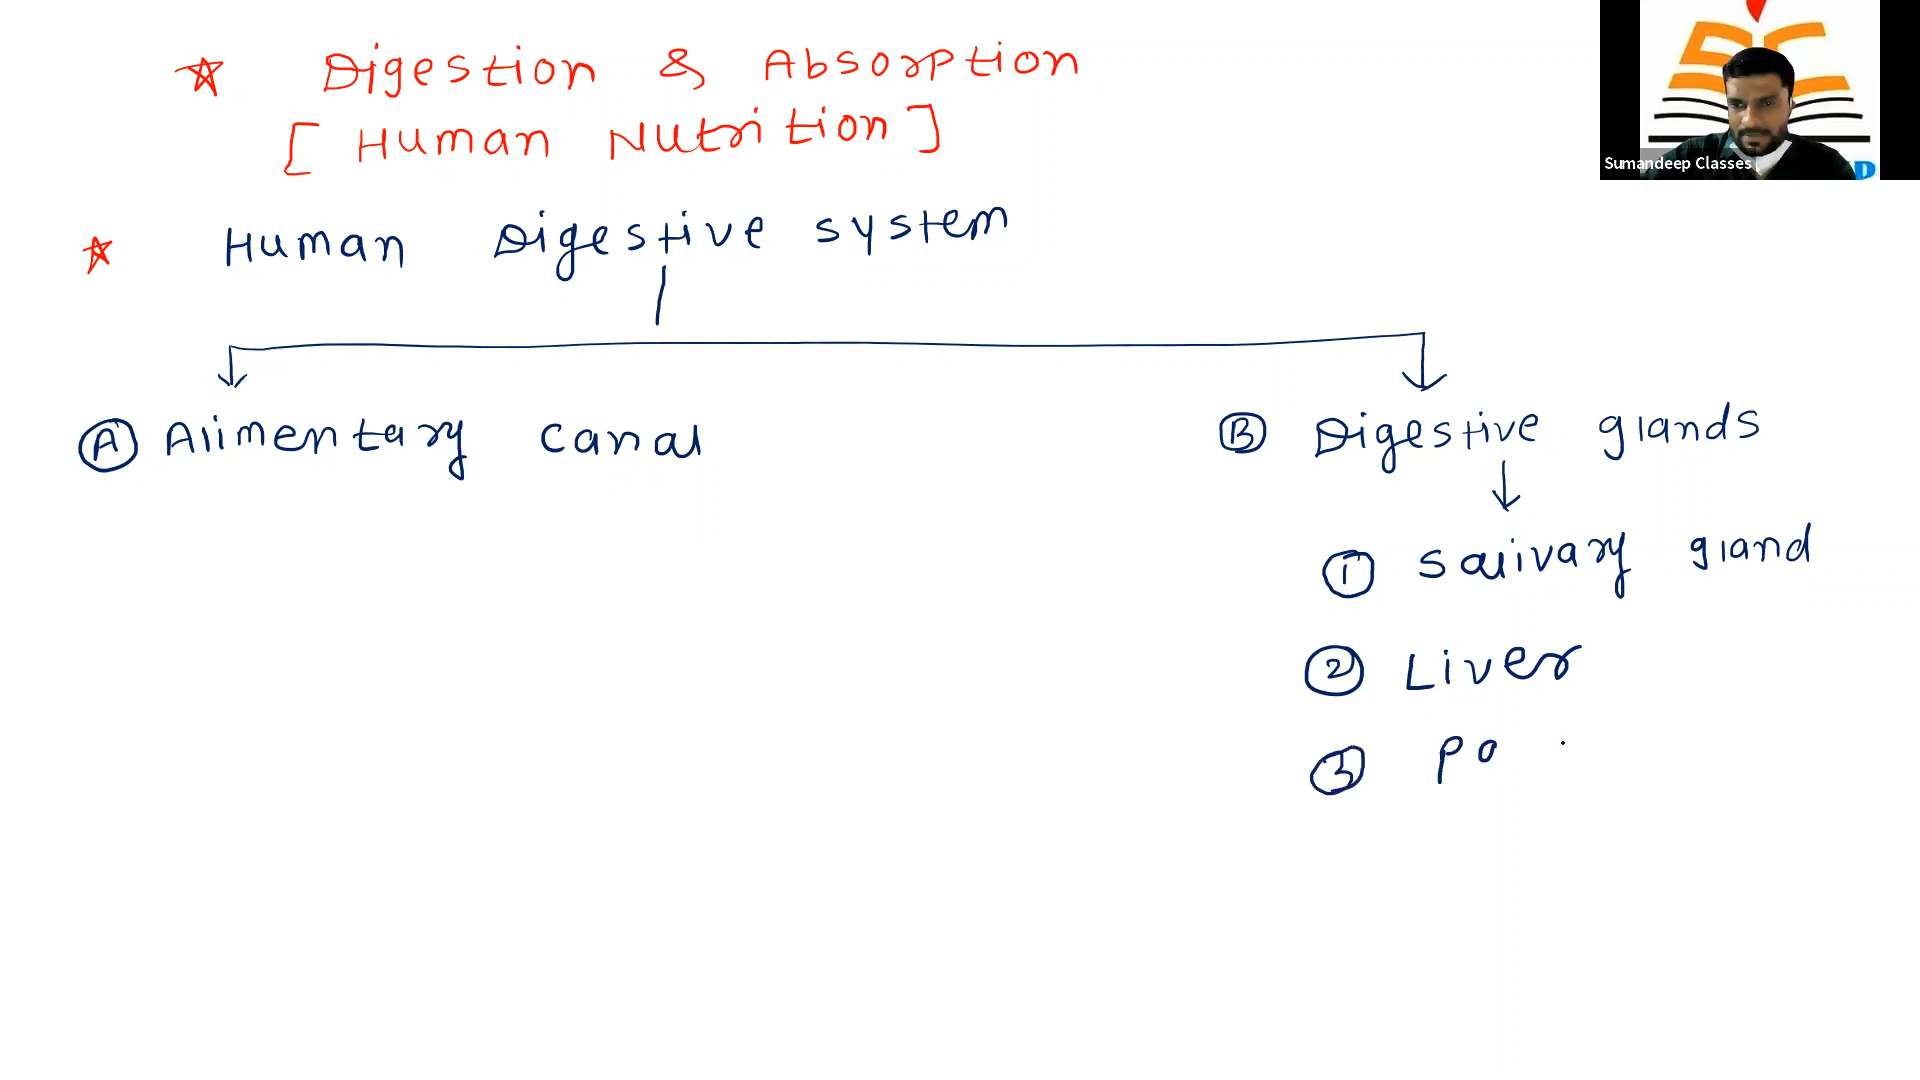 ☆ Digestion & Absorption
[ Human Nutrition ]
☆ Human Digestive system
Ⓐ Alimentary canal
Ⓑ Digestive glands
① Salivary gland
② Liver
③ Pa
Sumandeep Classes
P